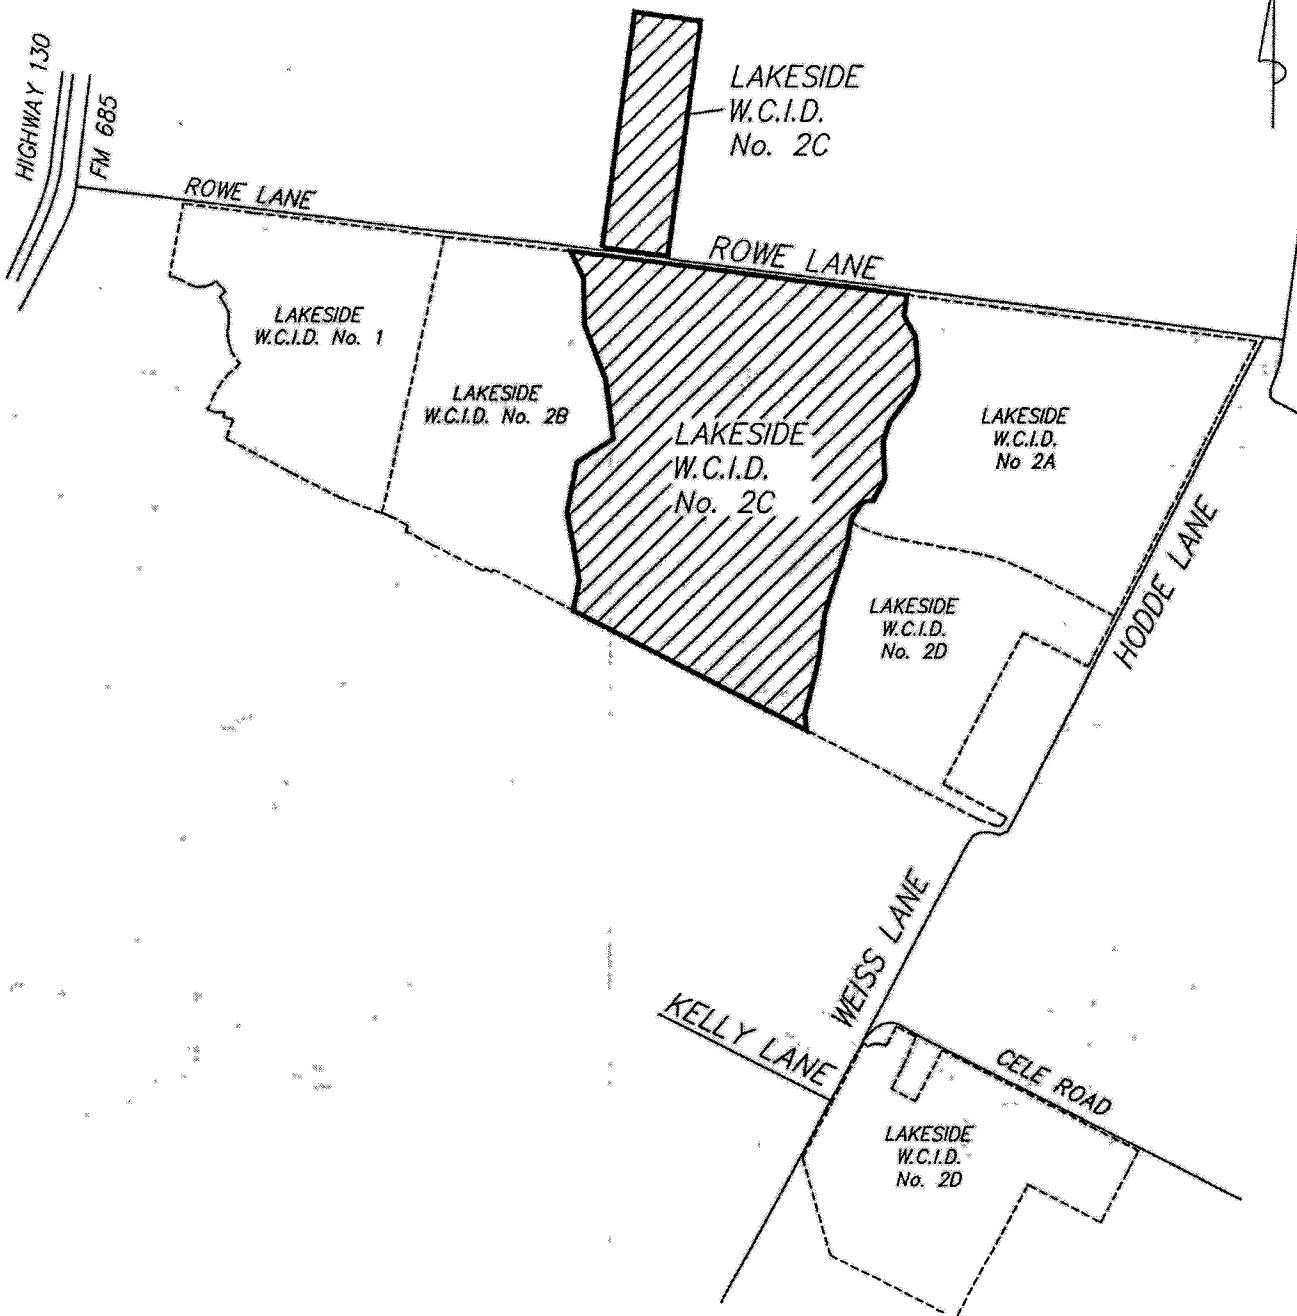 HIGHWAY 130
FM 685
LAKESIDE
W.C.I.D.
No. 2C
ROWE LANE
ROWE LANE
LAKESIDE
W.C.I.D. No. 1
LAKESIDE
W.C.I.D. No. 2B
LAKESIDE
W.C.I.D.
No. 2C
LAKESIDE
W.C.I.D.
No 2A
HODDE LANE
LAKESIDE
W.C.I.D.
No. 2D
WEISS LANE
KELLY LANE
CELE ROAD
LAKESIDE
W.C.I.D.
No. 2D